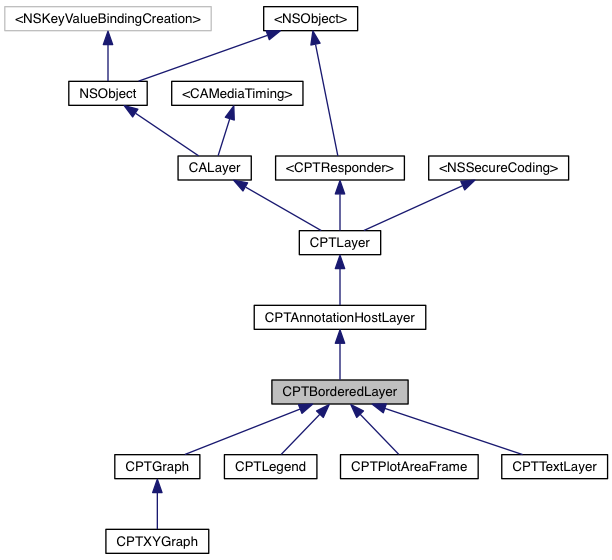 <NSKeyValueBindingCreation>
<NSObject>
NSObject
<CAMediaTiming>
CALayer
<CPTResponder>
<NSSecureCoding>
CPTLayer
CPTAnnotationHostLayer
CPTBorderedLayer
CPTGraph
CPTLegend
CPTPlotAreaFrame
CPTTextLayer
CPTXYGraph